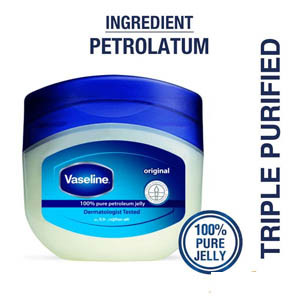 INGREDIENT
PETROLATUM
TRIPLE PURIFIED
Vaseline
original
100% pure petroleum jelly
Dermatologist Tested
100%
PURE
JELLY